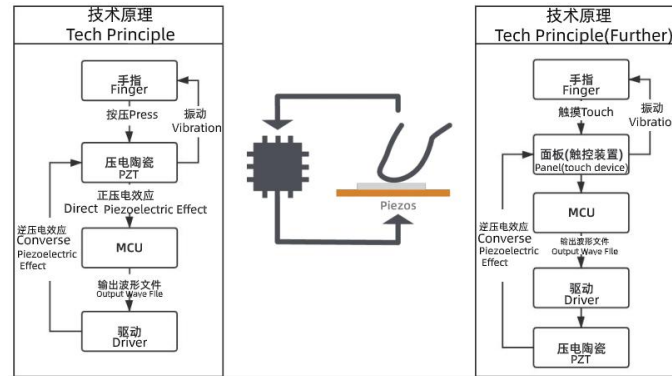 技术原理
Tech Principle
手指
Finger
按压Press
振动
Vibration
压电陶瓷
PZT
正压电效应
Direct Piezoelectric Effect
逆压电效应
Converse
Piezoelectric
Effect
MCU
输出波形文件
Output Wave File
驱动
Driver
Piezos
技术原理
Tech Principle(Further)
手指
Finger
触摸Touch
振动
Vibration
面板(触控装置)
Panel(touch device)
MCU
逆压电效应
Converse
Piezoelectric
Effect
输出波形文件
Output Wave File
驱动
Driver
压电陶瓷
PZT